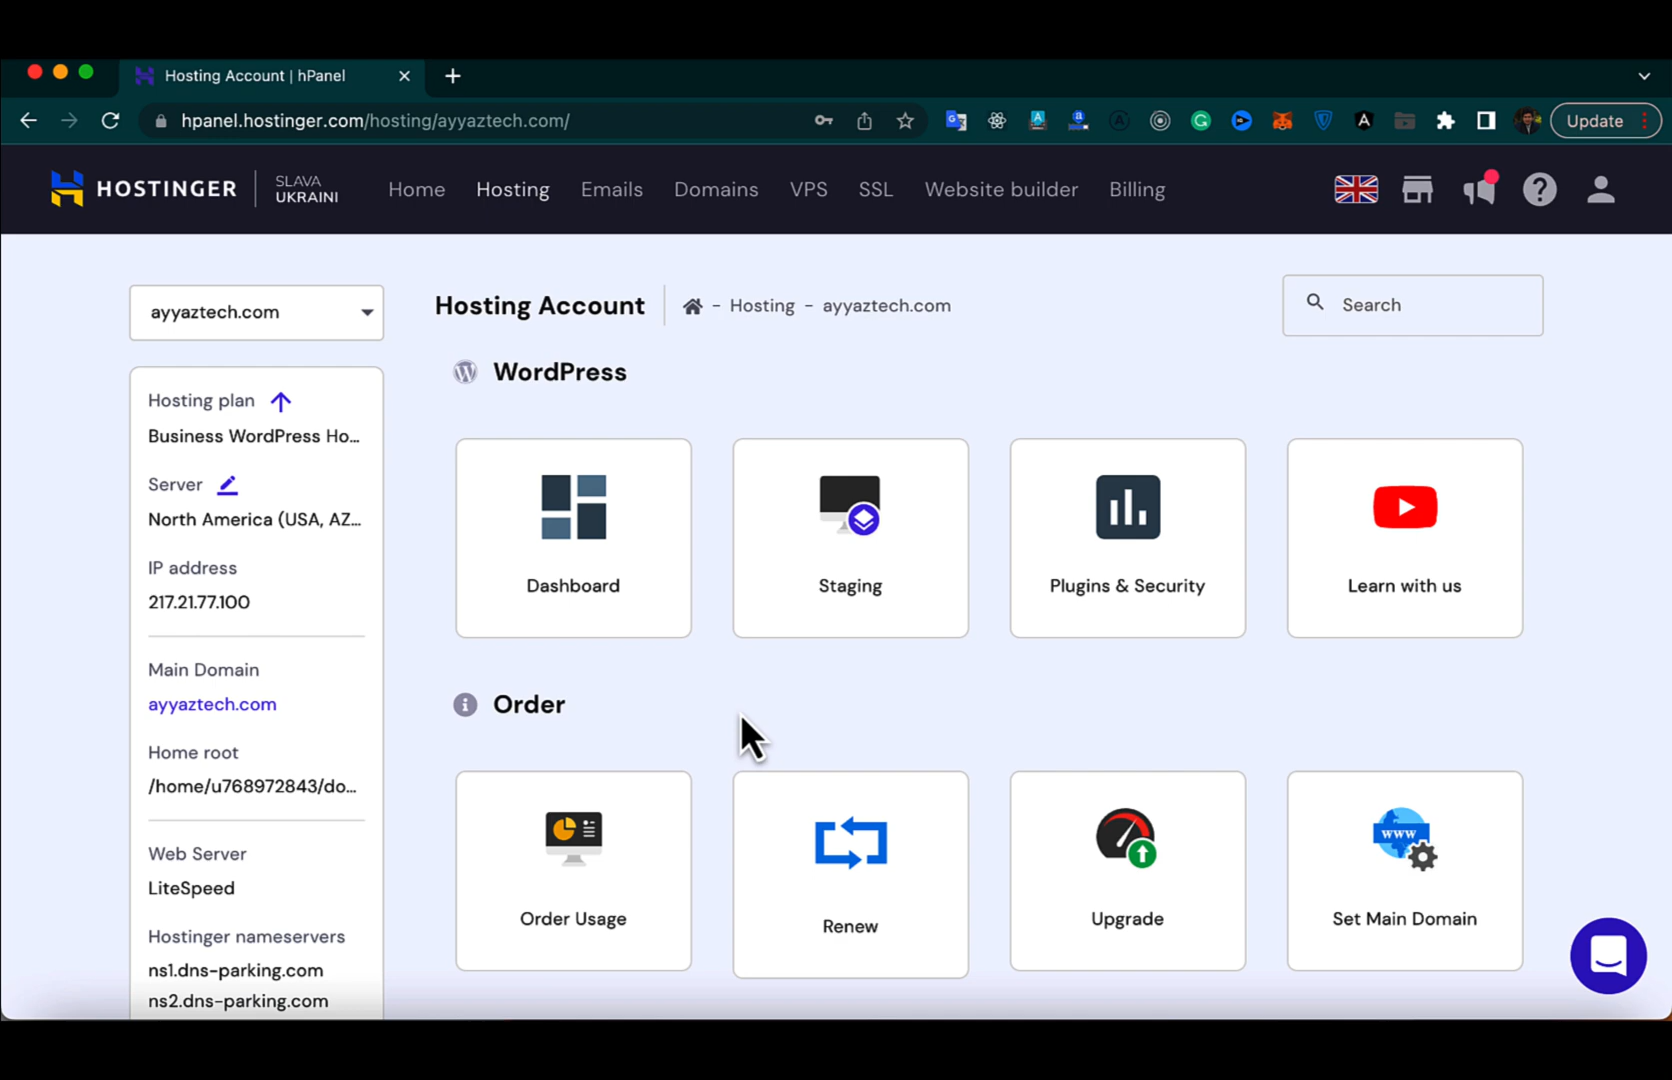 Hosting Account | hPanel
hpanel.hostinger.com/hosting/ayyaztech.com/
Update
HOSTINGER
SLAVA
UKRAINI
Home
Hosting
Emails
Domains
VPS
SSL
Website builder
Billing
ayyaztech.com
Hosting Account
- Hosting - ayyaztech.com
Search
Hosting plan
Business WordPress Ho...
Server
North America (USA, AZ...
IP address
217.21.77.100
Main Domain
ayyaztech.com
Home root
/home/u768972843/do...
Web Server
LiteSpeed
Hostinger nameservers
ns1.dns-parking.com
ns2.dns-parking.com
WordPress
Dashboard
Staging
Plugins & Security
Learn with us
Order
Order Usage
Renew
Upgrade
WWW
Set Main Domain